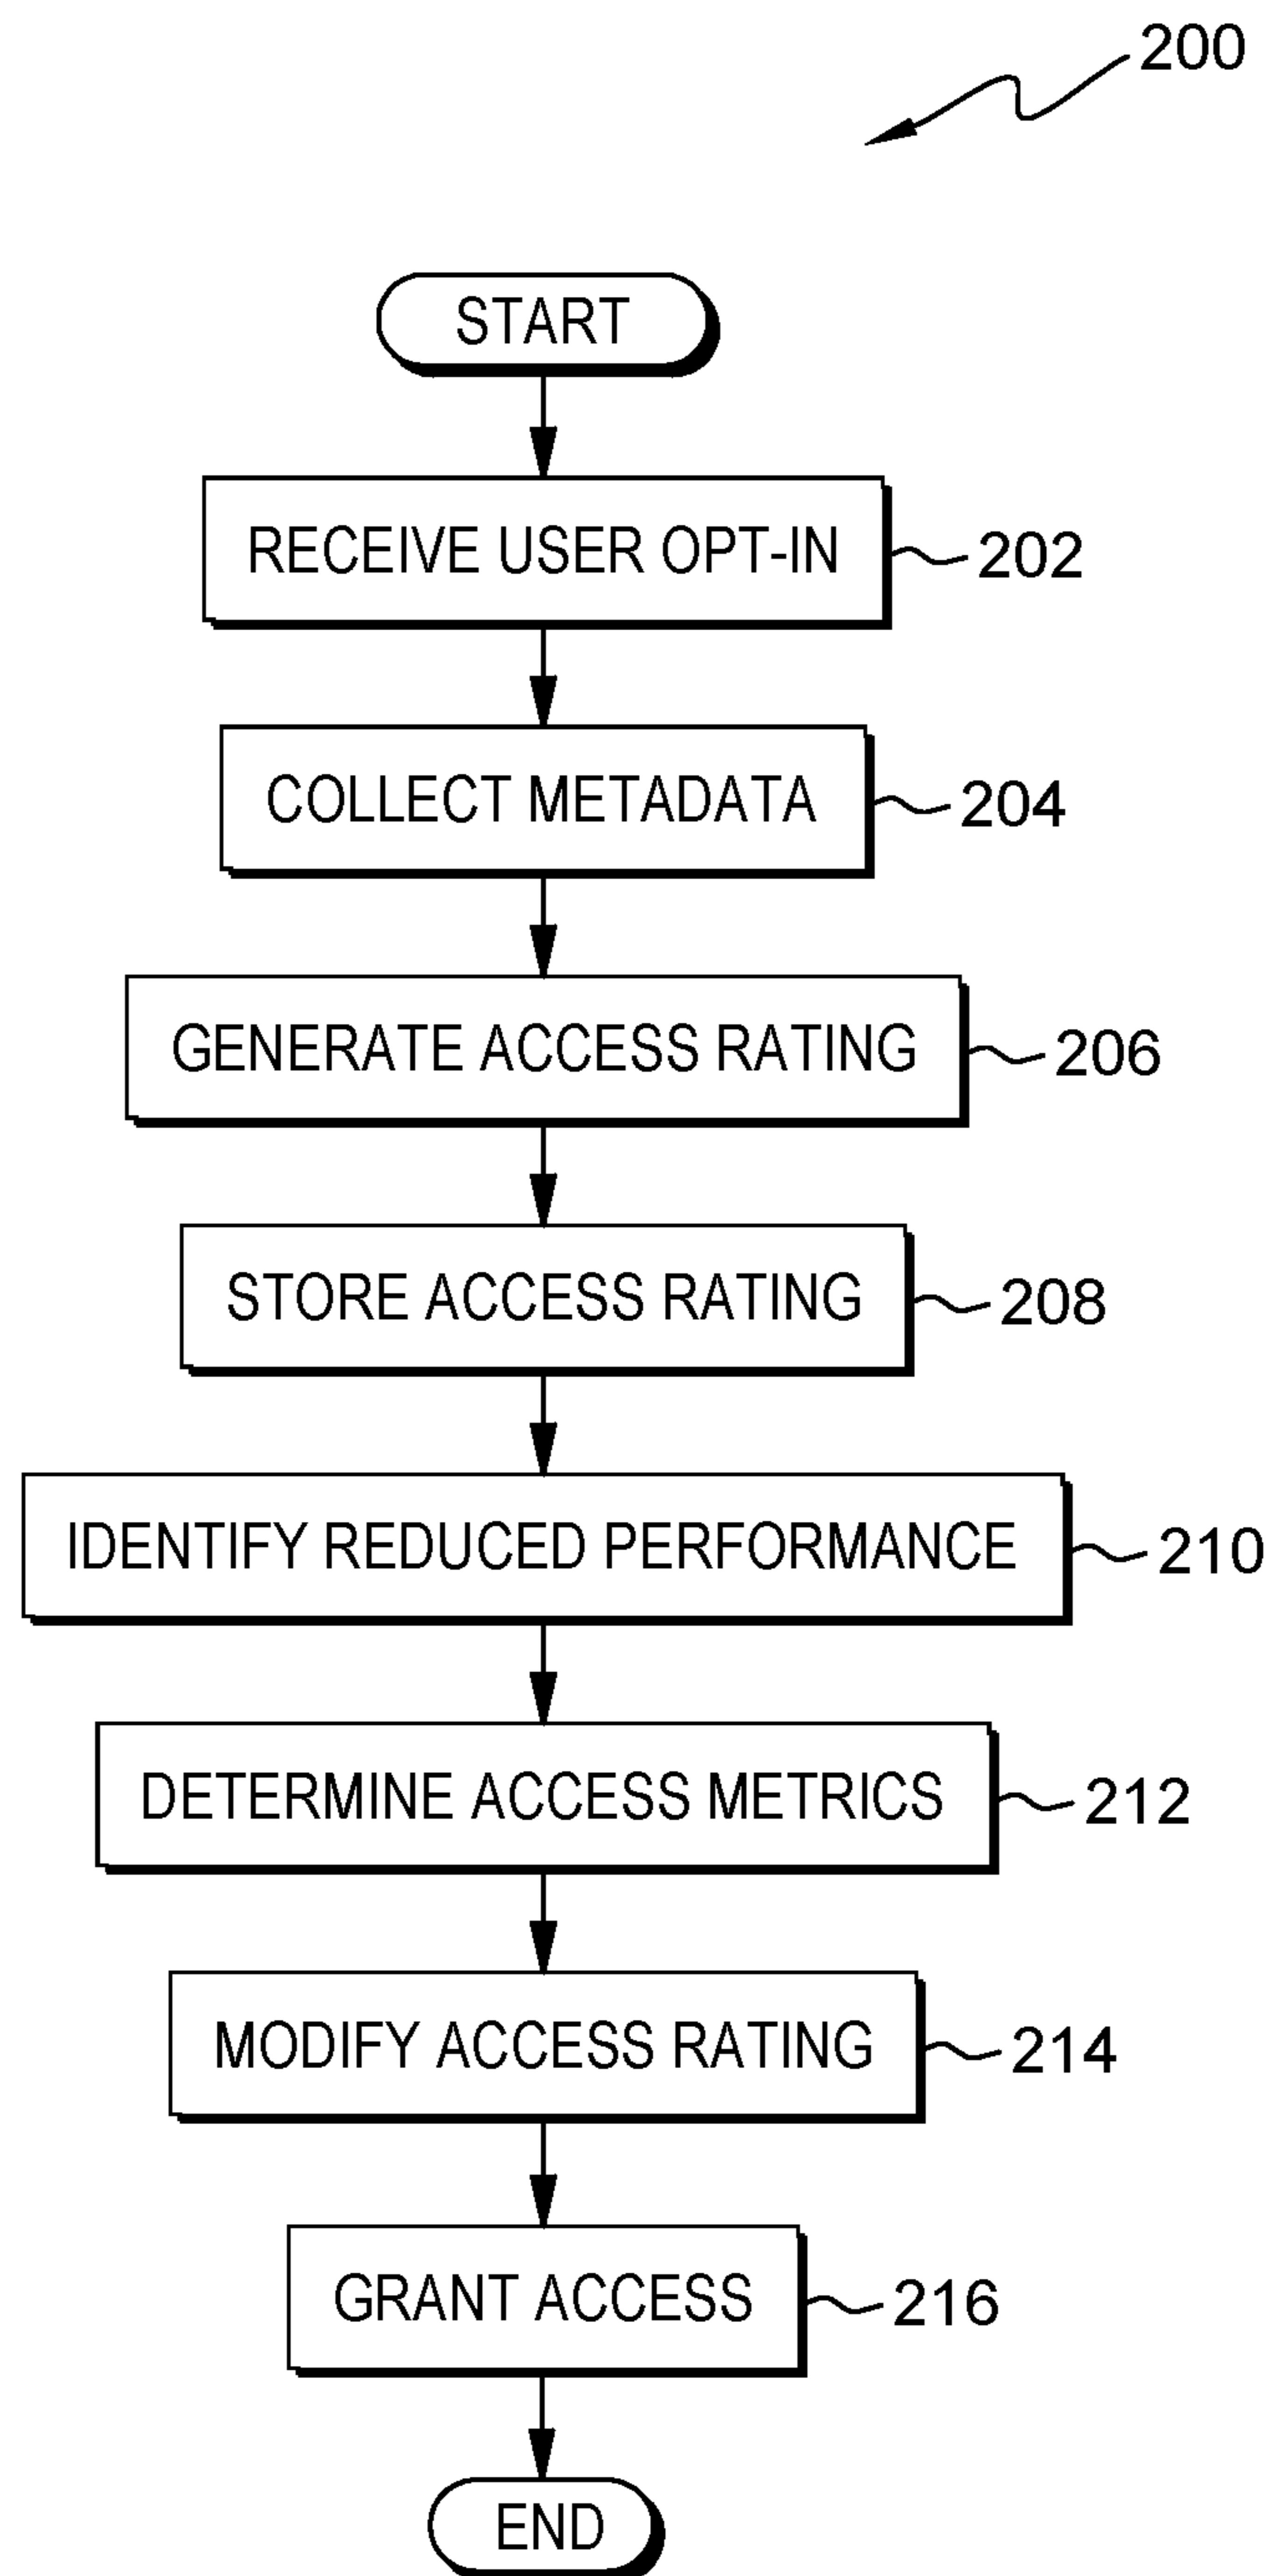 200
START
RECEIVE USER OPT-IN 202
COLLECT METADATA 204
GENERATE ACCESS RATING 206
STORE ACCESS RATING 208
IDENTIFY REDUCED PERFORMANCE 210
DETERMINE ACCESS METRICS 212
MODIFY ACCESS RATING 214
GRANT ACCESS 216
END